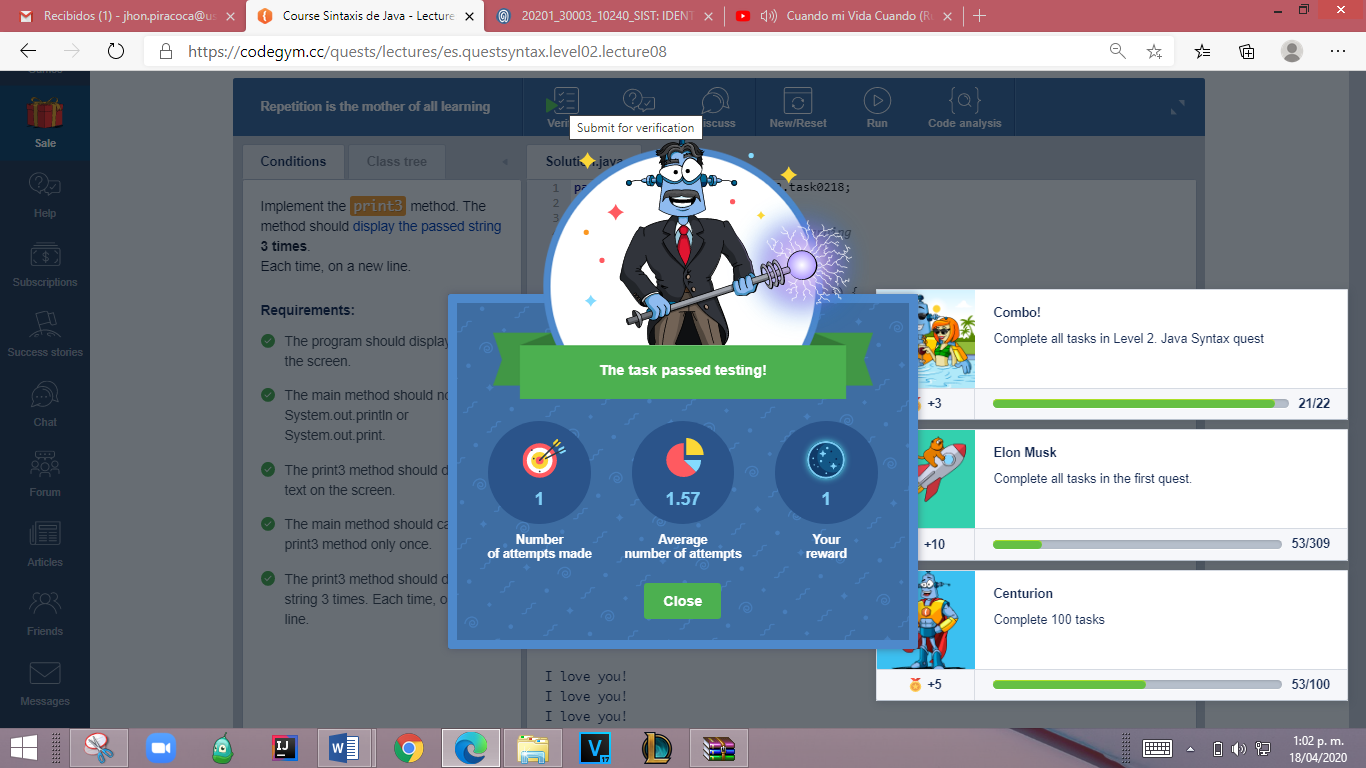 Recibidos (1) - jhon.piracoca@us
Course Sintaxis de Java - Lecture
20201_30003_10240_SIST: IDENT
Cuando mi Vida Cuando (R
https://codegym.cc/quests/lectures/es.questsyntax.level02.lecture08
Games
Sale
Help
Subscriptions
Success stories
Chat
Forum
Articles
Friends
Messages
Repetition is the mother of all learning
New/Reset
Run
Code analysis
Submit for verification
Conditions
Class tree
Solution.java
1
2
3
.task0218;
{
Implement the print3 method. The
method should display the passed string
3 times.
Each time, on a new line.
Requirements:
The program should display
the screen.
The main method should
System.out.println or
System.out.print.
The print3 method should
text on the screen.
The main method should
print3 method only once.
The print3 method should
string 3 times. Each time,
line.
The task passed testing!
1
Number
of attempts made
1.57
Average
number of attempts
1
Your
reward
Close
Combo!
Complete all tasks in Level 2. Java Syntax quest
+3
21/22
Elon Musk
Complete all tasks in the first quest.
+10
53/309
Centurion
Complete 100 tasks
+5
53/100
I love you!
I love you!
I love you!
IJ
W
V
17
1:02 p. m.
18/04/2020